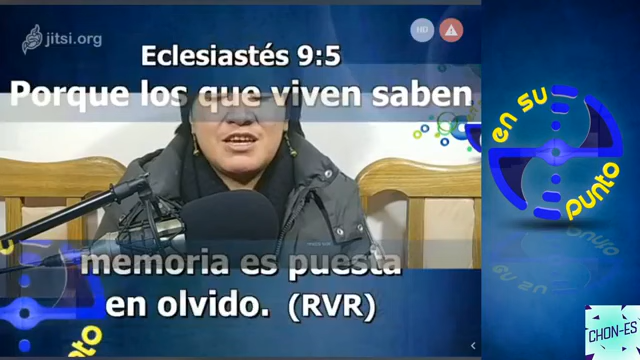 jitsi.org
HD
Eclesiastés 9:5
Porque los que viven saben
memoria es puesta
en olvido. (RVR)
en su
punto
CHON-ES